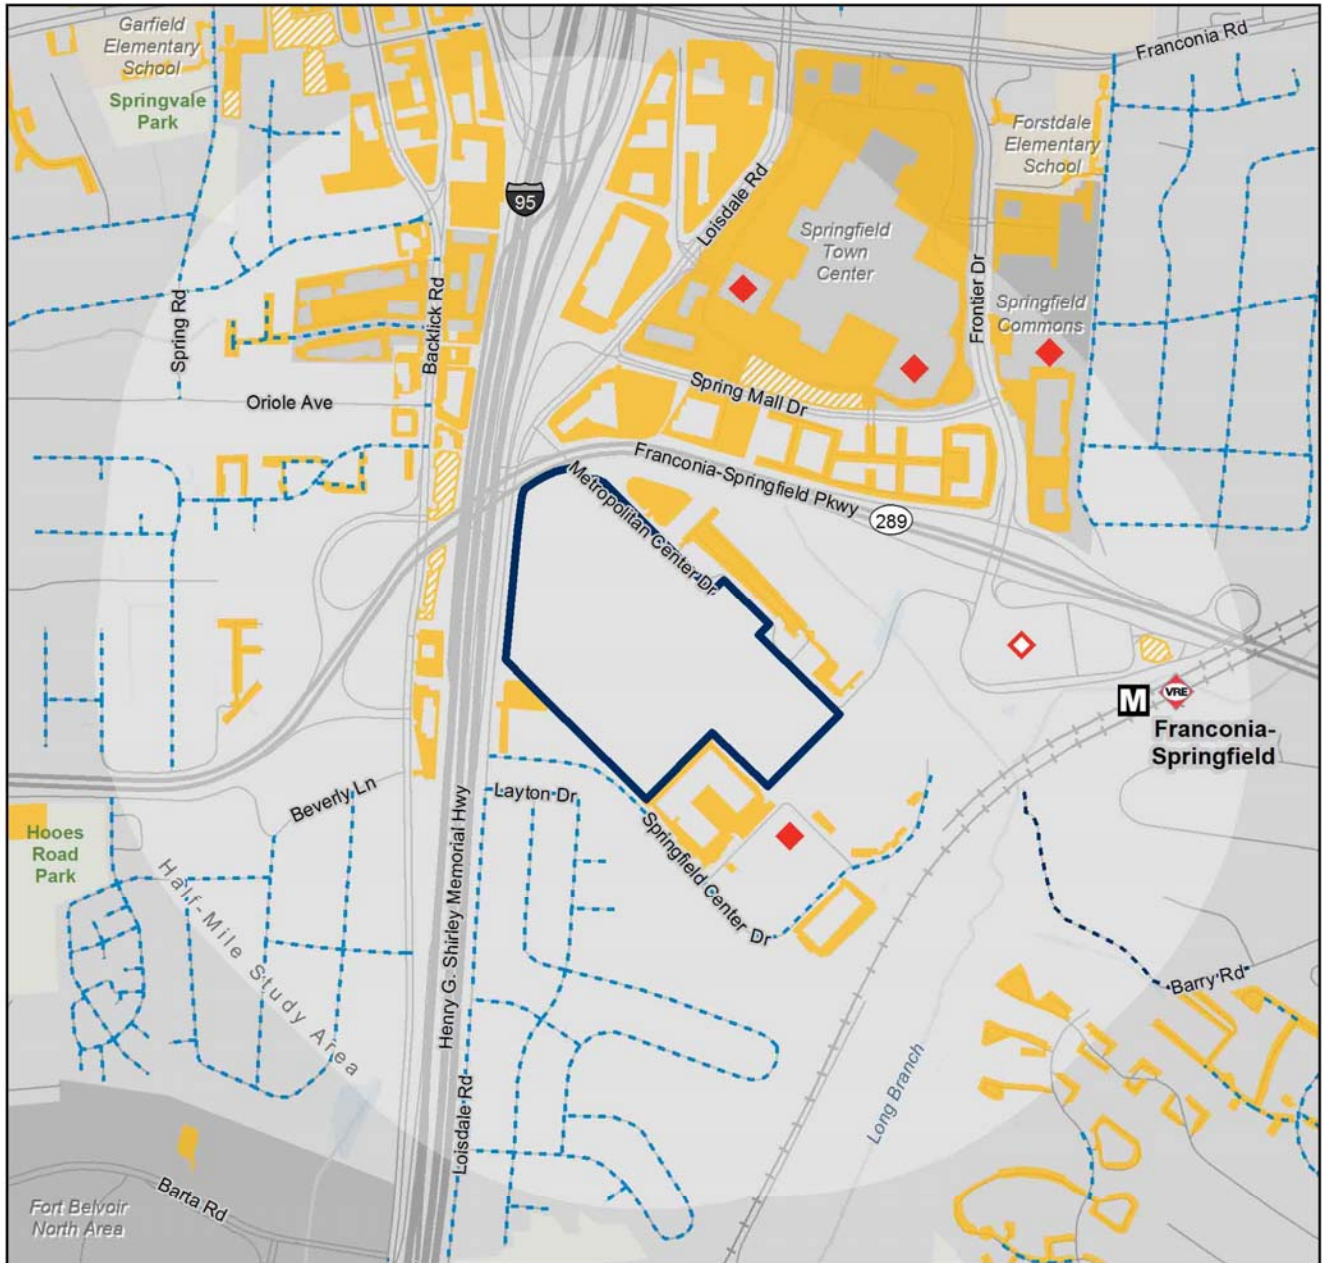 Garfield
Elementary
School
Springvale
Park
Franconia Rd
Forstdale
Elementary
School
95
Loisdale Rd
Springfield
Town
Center
Frontier Dr
Springfield
Commons
Spring Rd
Backlick Rd
Oriole Ave
Spring Mall Dr
Franconia-Springfield Pkwy
289
Metropolitan Center Dr
M
VRE
Franconia-
Springfield
Beverly Ln
Layton Dr
Hooes
Road
Park
Springfield Center Dr
Half-Mile Study Area
Henry G. Shirley Memorial Hwy
Barry Rd
Long Branch
Loisdale Rd
Barta Rd
Fort Belvoir
North Area